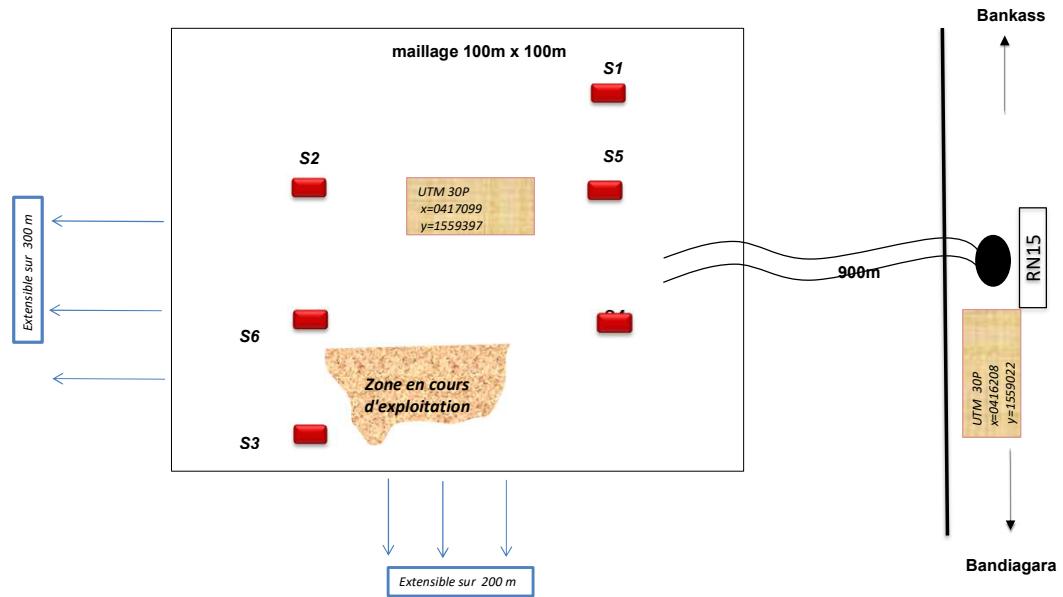 Bankass
maillage 100m x 100m
S1
S2
S5
UTM 30P
x=0417099
y=1559397
Extensible sur 300 m
RN15
900m
S6
UTM 30P
x=0416208
y=1559022
Zone en cours
d'exploitation
S3
Bandiagara
Extensible sur 200 m